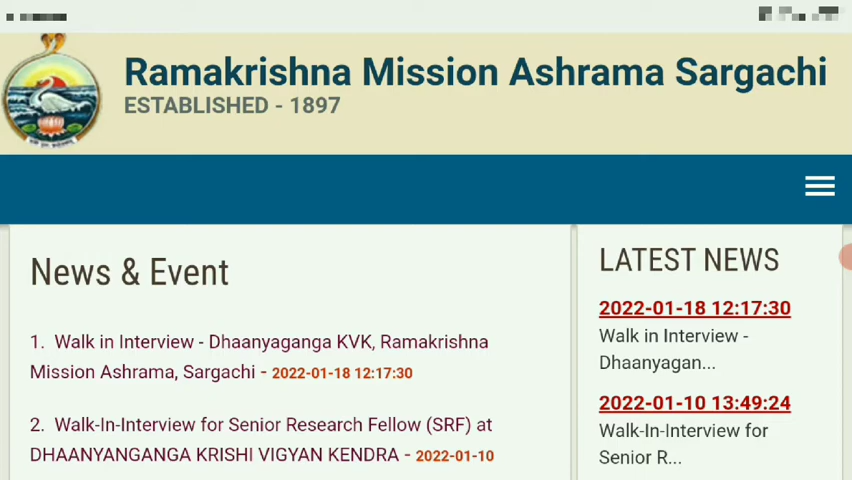 Ramakrishna Mission Ashrama Sargachi
ESTABLISHED - 1897
News & Event
1. Walk in Interview - Dhaanyaganga KVK, Ramakrishna
Mission Ashrama, Sargachi - 2022-01-18 12:17:30
2. Walk-In-Interview for Senior Research Fellow (SRF) at
DHAANYANGANGA KRISHI VIGYAN KENDRA - 2022-01-10
LATEST NEWS
2022-01-18 12:17:30
Walk in Interview -
Dhaanyagan...
2022-01-10 13:49:24
Walk-In-Interview for
Senior R...